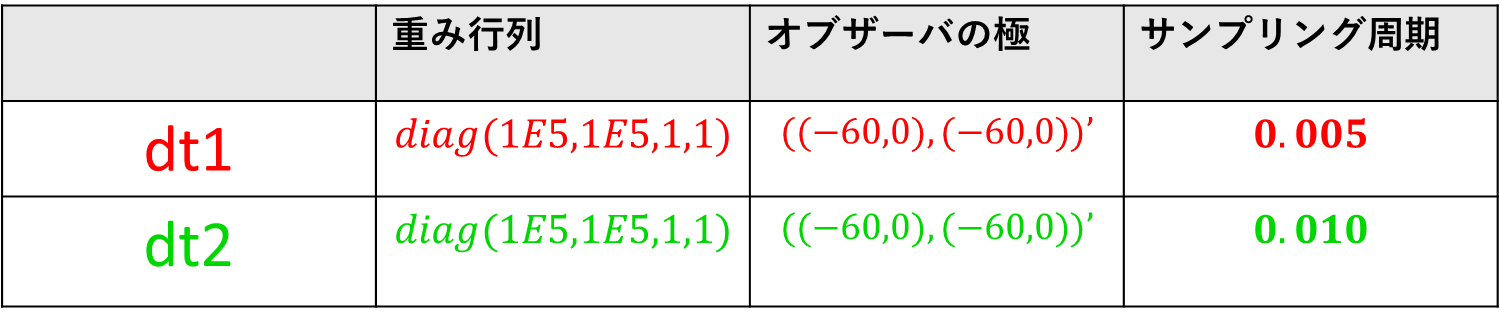 重み行列 オブザーバの極 サンプリング周期
dt1 diag(1E5,1E5,1,1) ((−60,0),(−60,0))’ 0.005
dt2 diag(1E5,1E5,1,1) ((−60,0),(−60,0))’ 0.010